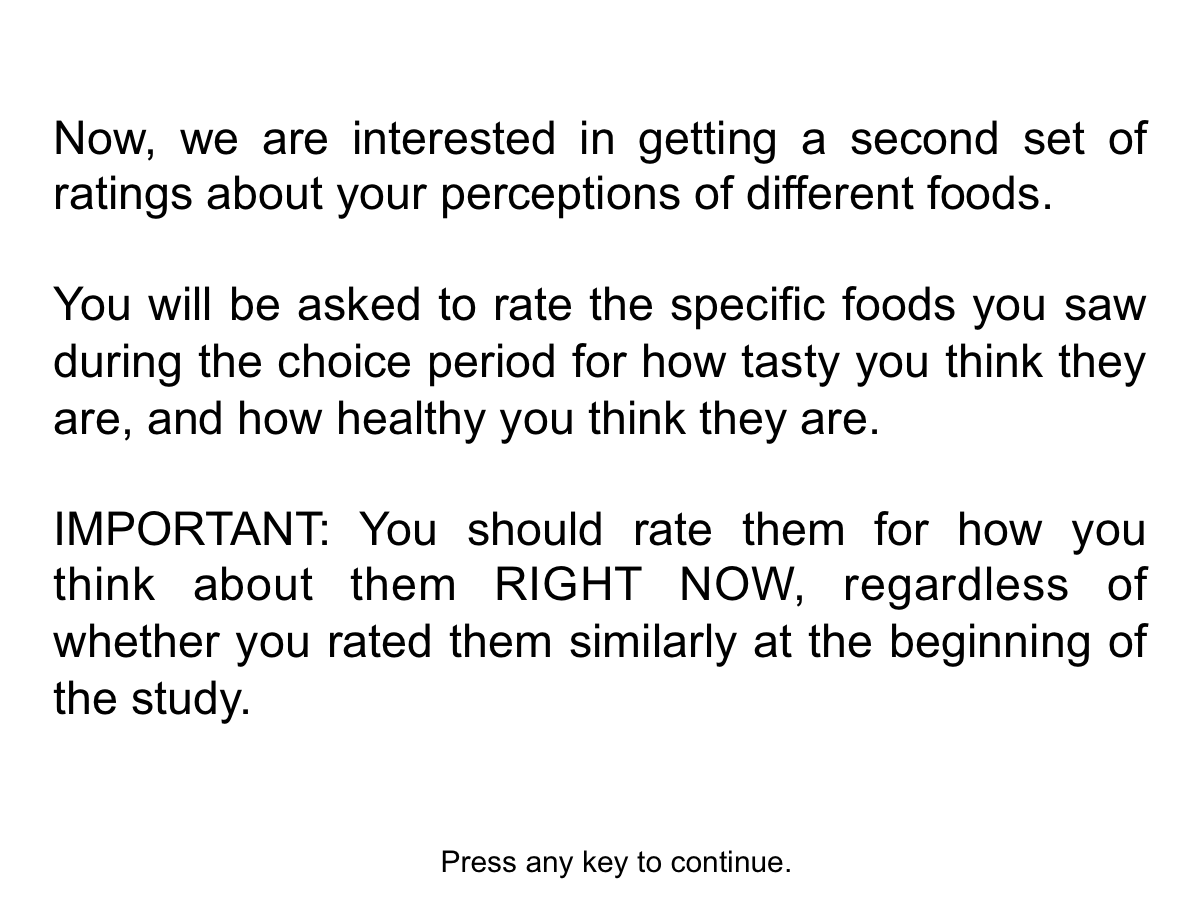 Now, we are interested in getting a second set of
ratings about your perceptions of different foods.
You will be asked to rate the specific foods you saw
during the choice period for how tasty you think they
are, and how healthy you think they are.
IMPORTANT: You should rate them for how you
think about them RIGHT NOW, regardless of
whether you rated them similarly at the beginning of
the study.
Press any key to continue.